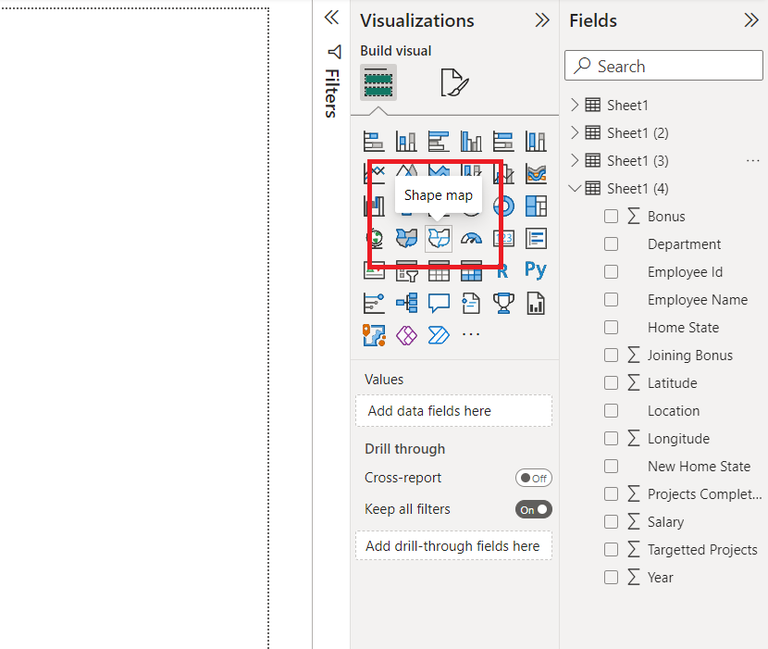 Filters
Visualizations
Build visual
Shape map
123
R
Py
Values
Add data fields here
Drill through
Cross-report
Off
Keep all filters
On
Add drill-through fields here
Fields
Search
Sheet1
Sheet1 (2)
Sheet1 (3)
...
Sheet1 (4)
∑ Bonus
Department
Employee Id
Employee Name
Home State
∑ Joining Bonus
∑ Latitude
Location
∑ Longitude
New Home State
∑ Projects Complet...
∑ Salary
∑ Targetted Projects
∑ Year